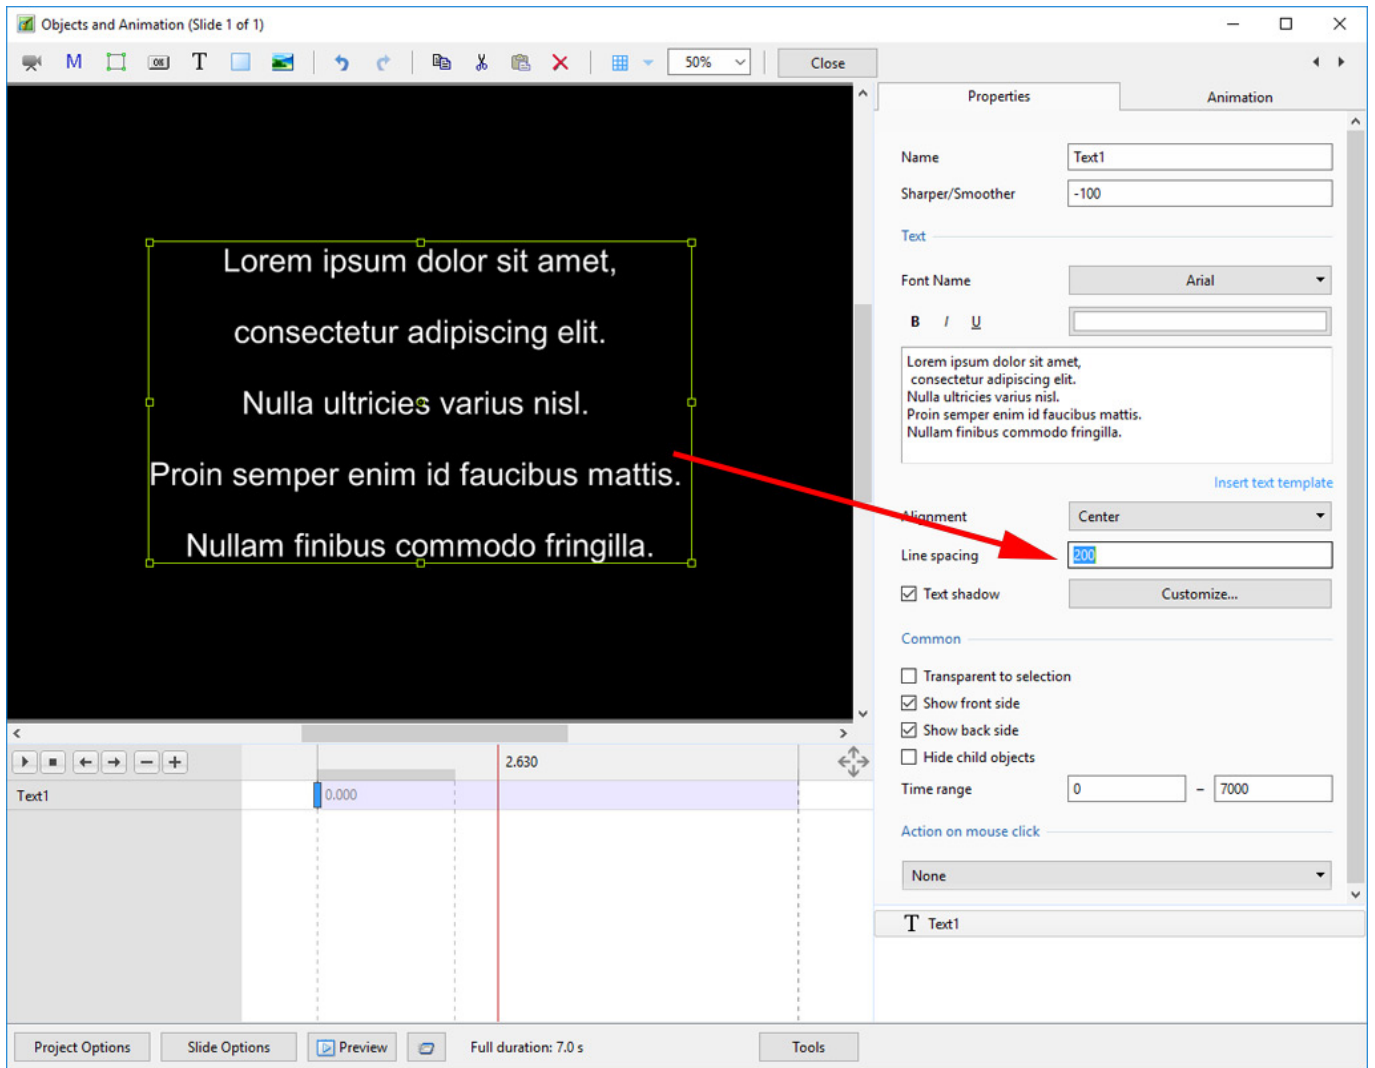 Objects and Animation (Slide 1 of 1)
M OK T 50% Close
Properties Animation
Name Text1
Sharper/Smoother -100
Text
Font Name Arial
B I U
Lorem ipsum dolor sit amet,
consectetur adipiscing elit.
Nulla ultricies varius nisl.
Proin semper enim id faucibus mattis.
Nullam finibus commodo fringilla.
Insert text template
Alignment Center
Line spacing 200
Text shadow Customize...
Common
Transparent to selection
Show front side
Show back side
Hide child objects
Time range 0 – 7000
Action on mouse click
None
T Text1
Lorem ipsum dolor sit amet,
consectetur adipiscing elit.
Nulla ultricies varius nisl.
Proin semper enim id faucibus mattis.
Nullam finibus commodo fringilla.
2.630
Text1 0.000
Project Options Slide Options Preview Full duration: 7.0 s Tools